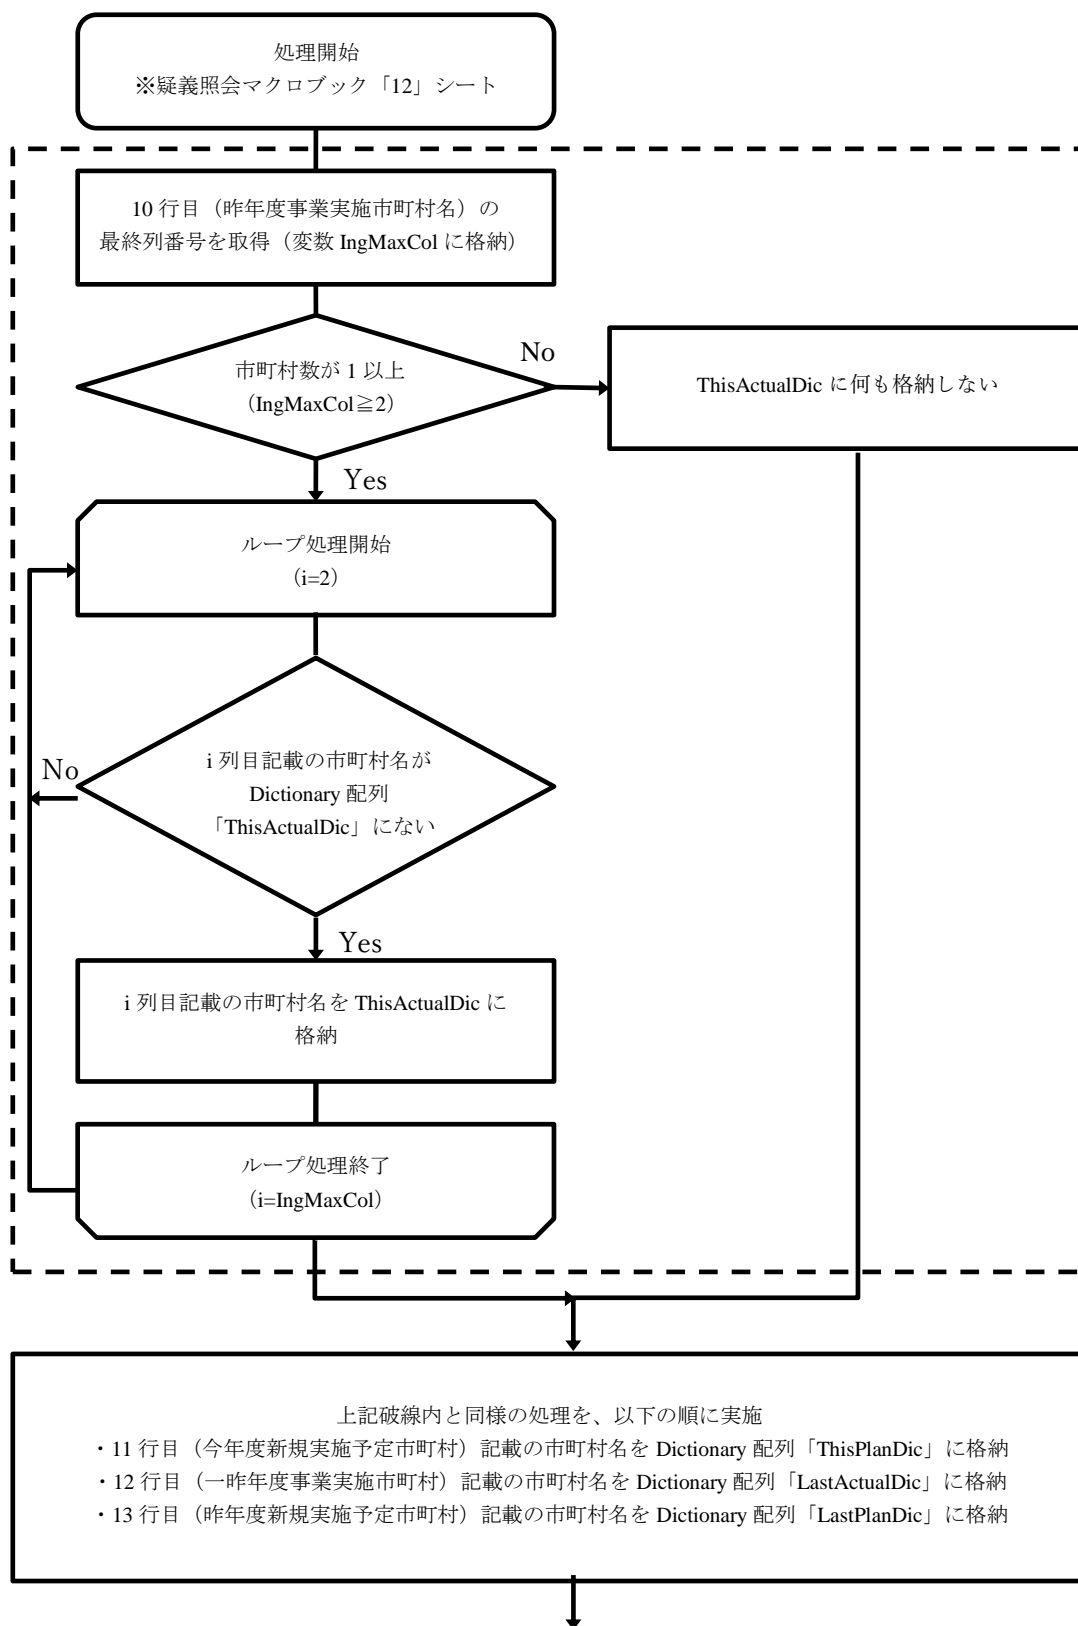 処理開始
※疑義照会マクロブック「12」シート
10 行目（昨年度事業実施市町村名）の
最終列番号を取得（変数 IngMaxCol に格納）
市町村数が 1 以上
（IngMaxCol≧2）
No
ThisActualDic に何も格納しない
Yes
ループ処理開始
（i=2）
i 列目記載の市町村名が
Dictionary 配列
「ThisActualDic」にない
No
Yes
i 列目記載の市町村名を ThisActualDic に
格納
ループ処理終了
（i=IngMaxCol）
上記破線内と同様の処理を、以下の順に実施
・11 行目（今年度新規実施予定市町村）記載の市町村名を Dictionary 配列「ThisPlanDic」に格納
・12 行目（一昨年度事業実施市町村）記載の市町村名を Dictionary 配列「LastActualDic」に格納
・13 行目（昨年度新規実施予定市町村）記載の市町村名を Dictionary 配列「LastPlanDic」に格納